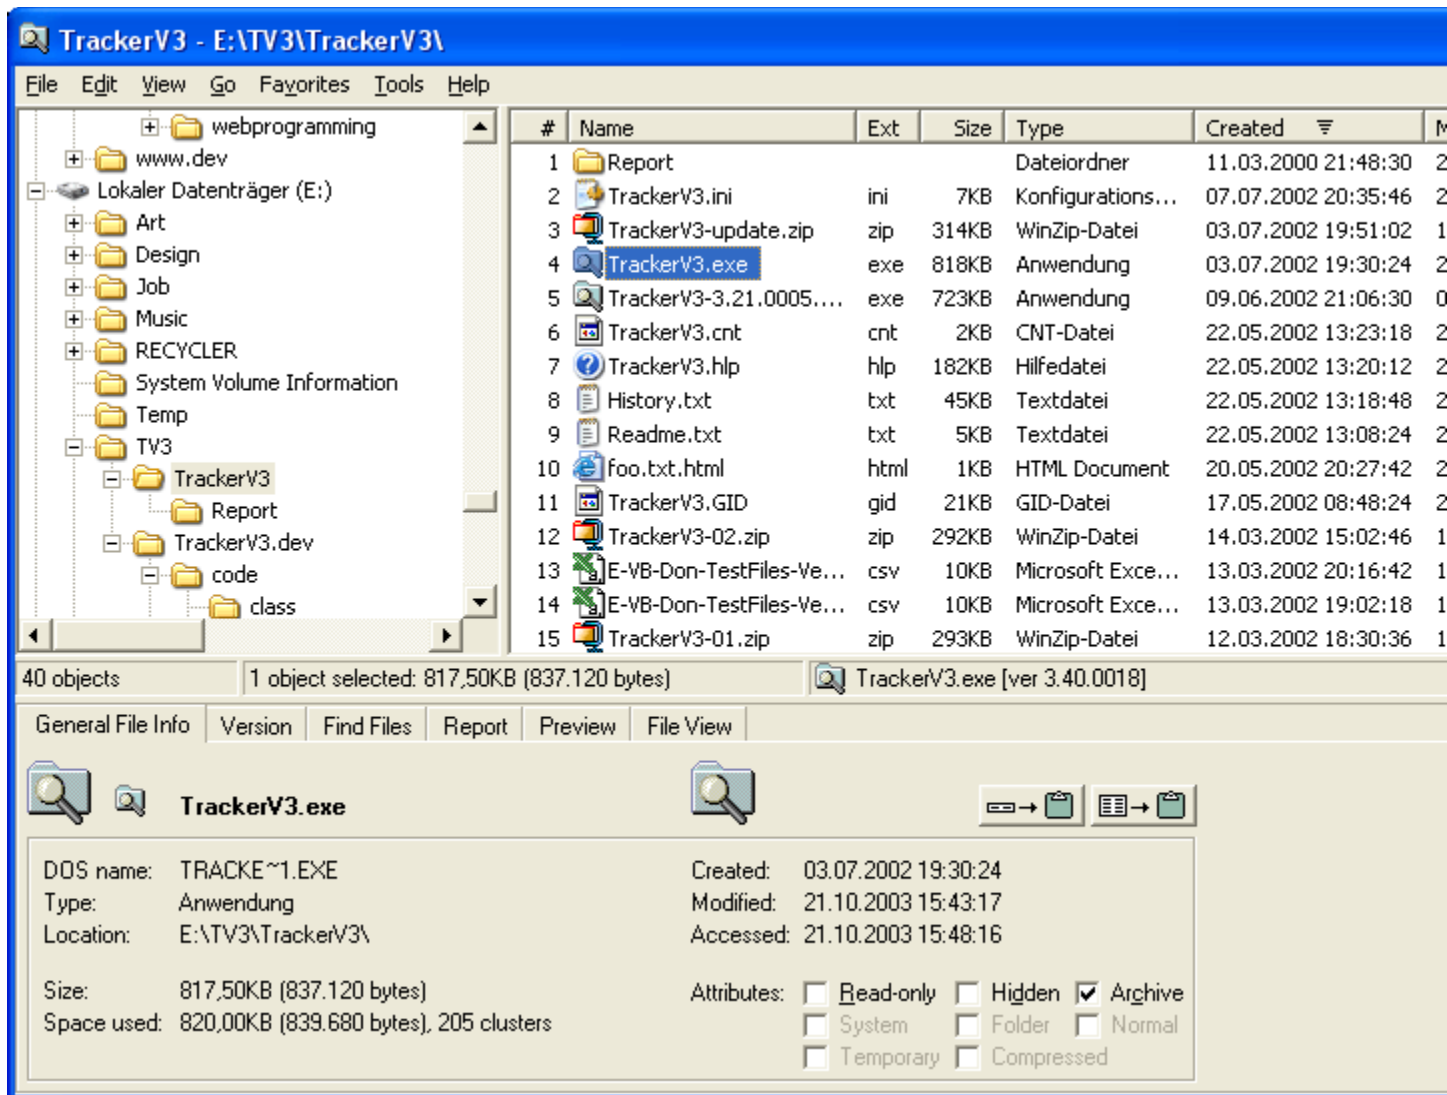 TrackerV3 - E:\TV3\TrackerV3\
File Edit View Go Favorites Tools Help
webprogramming
www.dev
Lokaler Datenträger (E:)
Art
Design
Job
Music
RECYCLER
System Volume Information
Temp
TV3
TrackerV3
Report
TrackerV3.dev
code
class
# Name Ext Size Type Created
1 Report Dateiordner 11.03.2000 21:48:30 2
2 TrackerV3.ini ini 7KB Konfigurations... 07.07.2002 20:35:46 2
3 TrackerV3-update.zip zip 314KB WinZip-Datei 03.07.2002 19:51:02 1
4 TrackerV3.exe exe 818KB Anwendung 03.07.2002 19:30:24 2
5 TrackerV3-3.21.0005.... exe 723KB Anwendung 09.06.2002 21:06:30 0
6 TrackerV3.cnt cnt 2KB CNT-Datei 22.05.2002 13:23:18 2
7 TrackerV3.hlp hlp 182KB Hilfedatei 22.05.2002 13:20:12 2
8 History.txt txt 45KB Textdatei 22.05.2002 13:18:48 2
9 Readme.txt txt 5KB Textdatei 22.05.2002 13:08:24 2
10 foo.txt.html html 1KB HTML Document 20.05.2002 20:27:42 2
11 TrackerV3.GID gid 21KB GID-Datei 17.05.2002 08:48:24 2
12 TrackerV3-02.zip zip 292KB WinZip-Datei 14.03.2002 15:02:46 1
13 E-VB-Don-TestFiles-Ve... csv 10KB Microsoft Exce... 13.03.2002 20:16:42 1
14 E-VB-Don-TestFiles-Ve... csv 10KB Microsoft Exce... 13.03.2002 19:02:18 1
15 TrackerV3-01.zip zip 293KB WinZip-Datei 12.03.2002 18:30:36 1
40 objects 1 object selected: 817,50KB (837.120 bytes) TrackerV3.exe [ver 3.40.0018]
General File Info Version Find Files Report Preview File View
TrackerV3.exe
DOS name: TRACKE~1.EXE
Type: Anwendung
Location: E:\TV3\TrackerV3\
Size: 817,50KB (837.120 bytes)
Space used: 820,00KB (839.680 bytes), 205 clusters
Created: 03.07.2002 19:30:24
Modified: 21.10.2003 15:43:17
Accessed: 21.10.2003 15:48:16
Attributes: Read-only Hidden Archive
System Folder Normal
Temporary Compressed